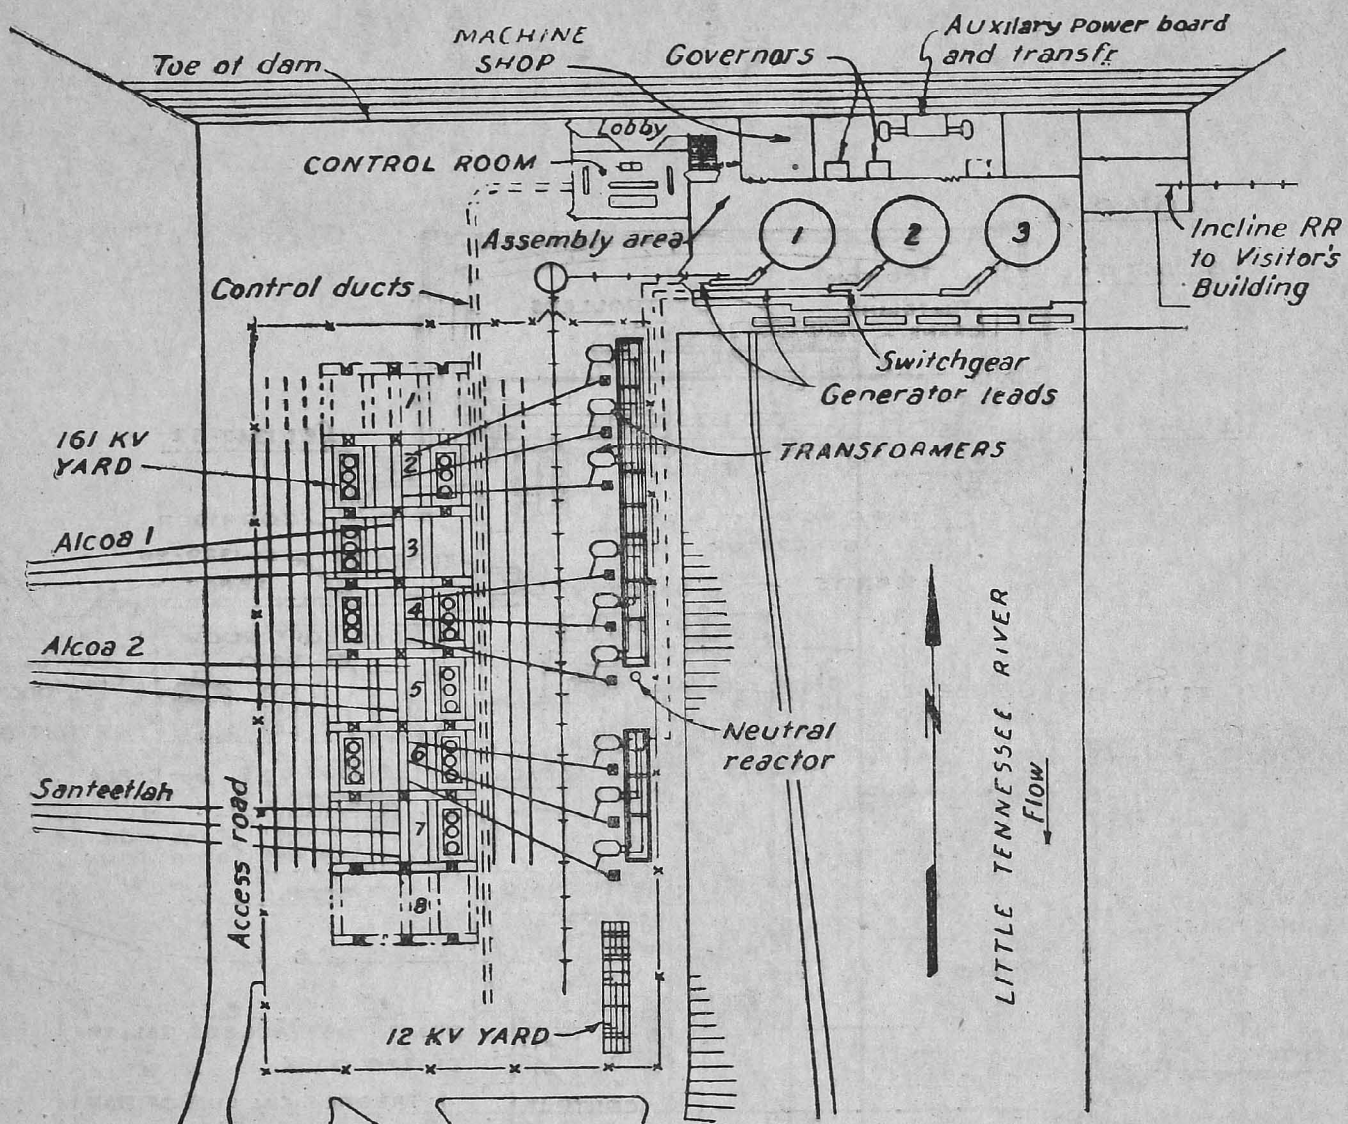 MACHINE
SHOP
Toe of dam
Governors
Auxilary Power board
and transfr.
Lobby
CONTROL ROOM
Assembly area
1
2
3
Incline RR
to Visitor's
Building
Control ducts
Switchgear
Generator leads
1
161 KV
YARD
2
TRANSFORMERS
Alcoa 1
3
4
Alcoa 2
5
Neutral
reactor
6
Santeetlah
7
8
Access road
LITTLE TENNESSEE RIVER
Flow
12 KV YARD